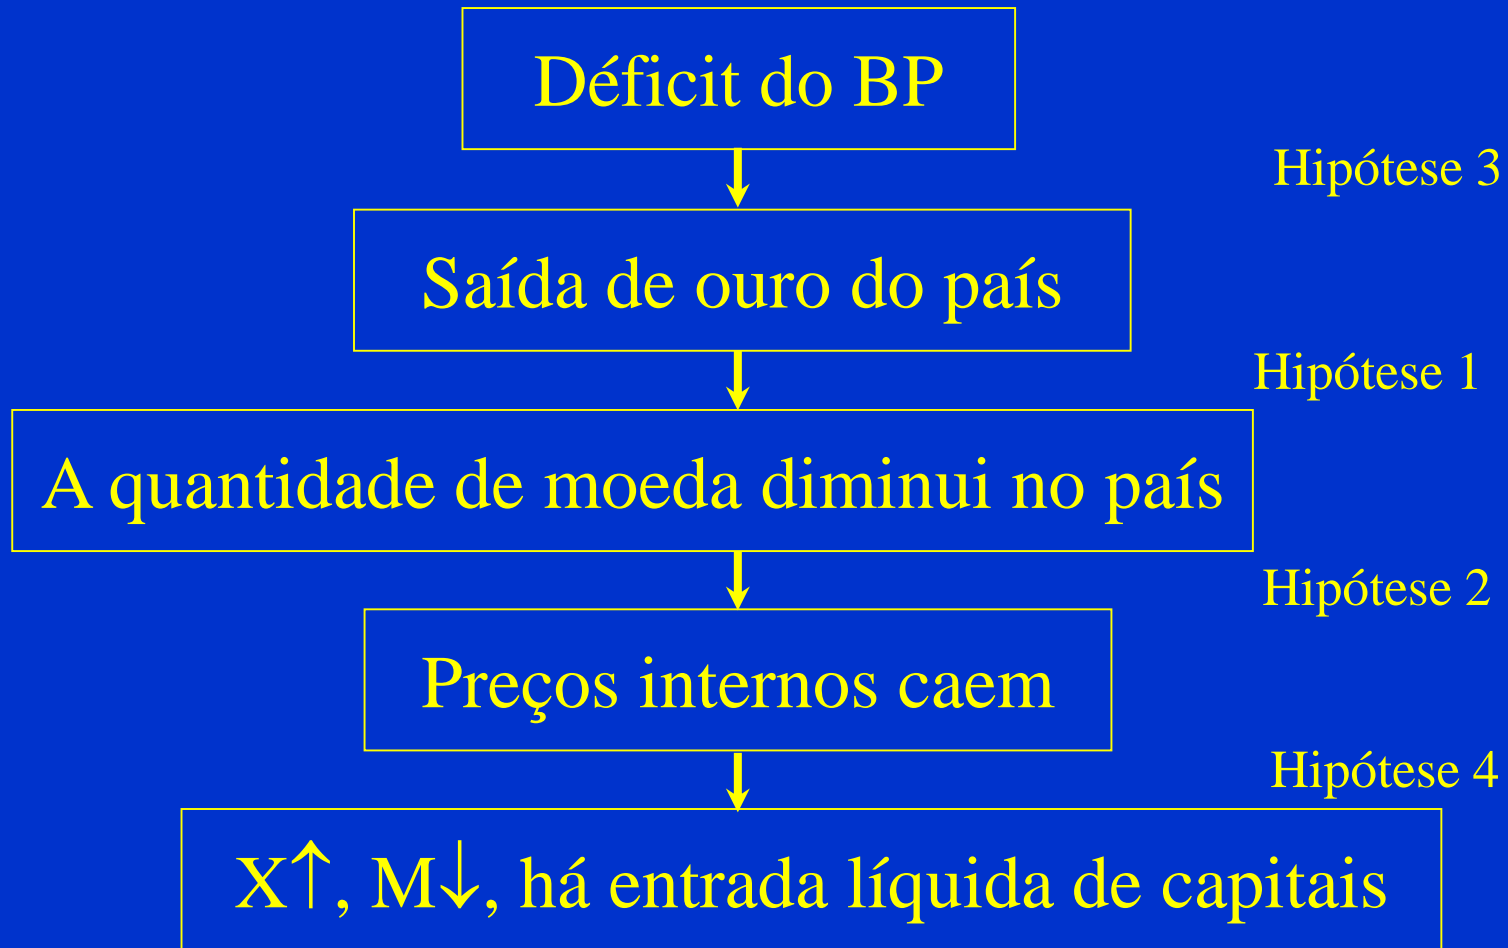 Déficit do BP
Hipótese 3
Saída de ouro do país
Hipótese 1
A quantidade de moeda diminui no país
Hipótese 2
Preços internos caem
Hipótese 4
X↑, M↓, há entrada líquida de capitais